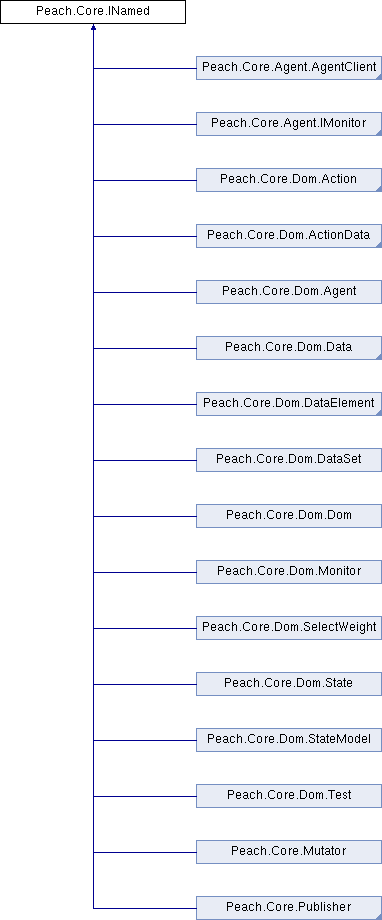 Peach.Core.INamed
Peach.Core.Agent.AgentClient
Peach.Core.Agent.IMonitor
Peach.Core.Dom.Action
Peach.Core.Dom.ActionData
Peach.Core.Dom.Agent
Peach.Core.Dom.Data
Peach.Core.Dom.DataElement
Peach.Core.Dom.DataSet
Peach.Core.Dom.Dom
Peach.Core.Dom.Monitor
Peach.Core.Dom.SelectWeight
Peach.Core.Dom.State
Peach.Core.Dom.StateModel
Peach.Core.Dom.Test
Peach.Core.Mutator
Peach.Core.Publisher